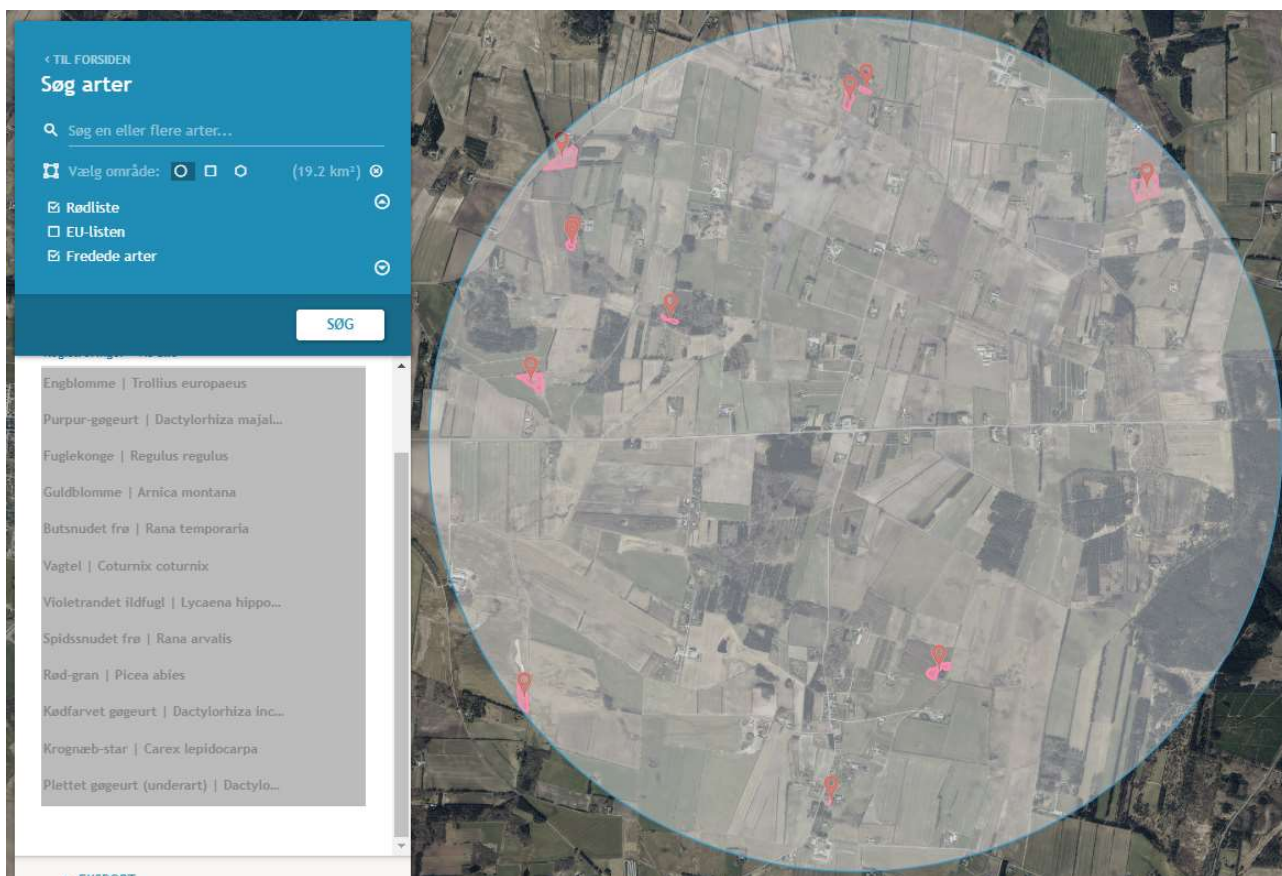 ‹ TIL FORSIDEN
Søg arter
Søg en eller flere arter...
Vælg område: (19.2 km²)
Rødliste
EU-listen
Fredede arter
SØG
Engblomme | Trollius europaeus
Purpur-gøgeurt | Dactylorhiza majal...
Fuglekonge | Regulus regulus
Guldblomme | Arnica montana
Butsnudet frø | Rana temporaria
Vagtel | Coturnix coturnix
Violetrandet ildfugl | Lycaena hippo...
Spidssnudet frø | Rana arvalis
Rød-gran | Picea abies
Kødfarvet gøgeurt | Dactylorhiza inc...
Krognæb-star | Carex lepidocarpa
Plettet gøgeurt (underart) | Dactylo...